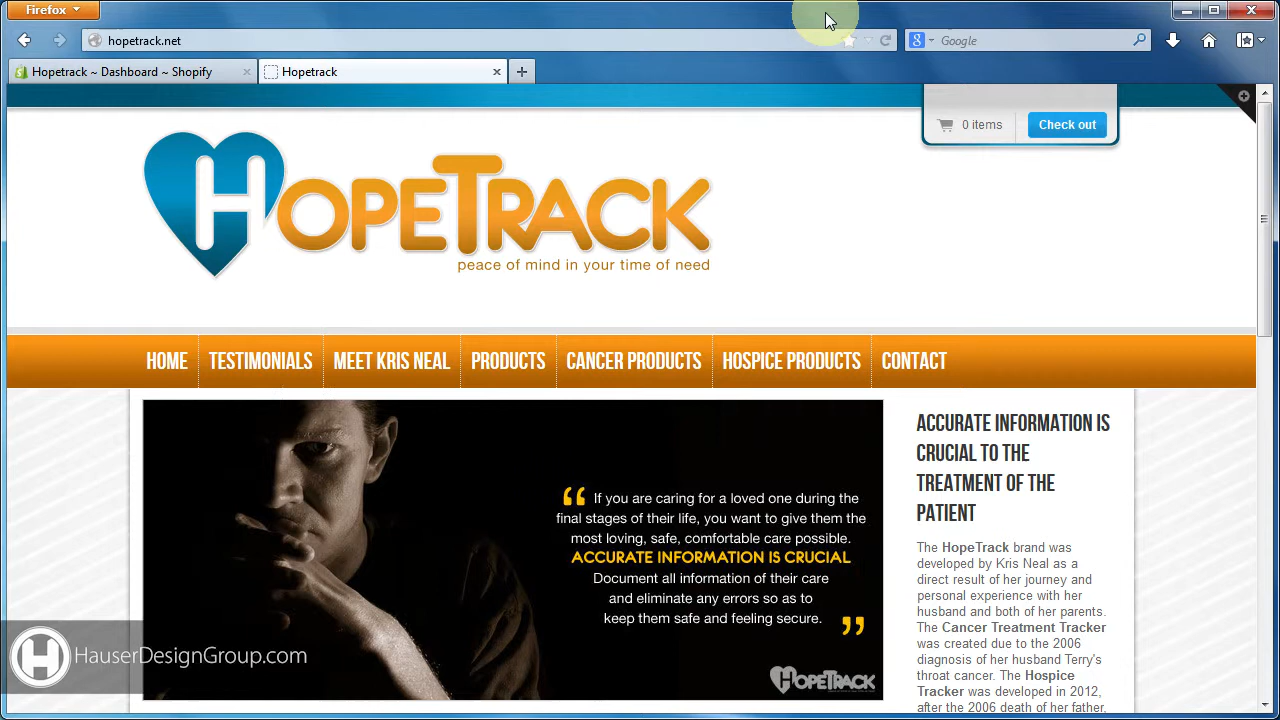 Firefox
hopetrack.net
Google
Hopetrack ~ Dashboard ~ Shopify
Hopetrack
0 items
Check out
HOPETRACK
peace of mind in your time of need
HOME
TESTIMONIALS
MEET KRIS NEAL
PRODUCTS
CANCER PRODUCTS
HOSPICE PRODUCTS
CONTACT
“ If you are caring for a loved one during the
final stages of their life, you want to give them the
most loving, safe, comfortable care possible.
ACCURATE INFORMATION IS CRUCIAL
Document all information of their care
and eliminate any errors so as to
keep them safe and feeling secure. ”
HOPETRACK
ACCURATE INFORMATION IS
CRUCIAL TO THE
TREATMENT OF THE
PATIENT
The HopeTrack brand was
developed by Kris Neal as a
direct result of her journey and
personal experience with her
husband and both of her parents.
The Cancer Treatment Tracker
was created due to the 2006
diagnosis of her husband Terry's
throat cancer. The Hospice
Tracker was developed in 2012,
after the 2006 death of her father,
H HauserDesignGroup.com